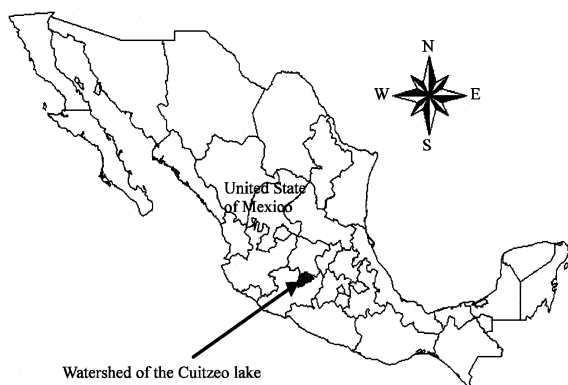 N
W E
S
United State
of Mexico
Watershed of the Cuitzeo lake